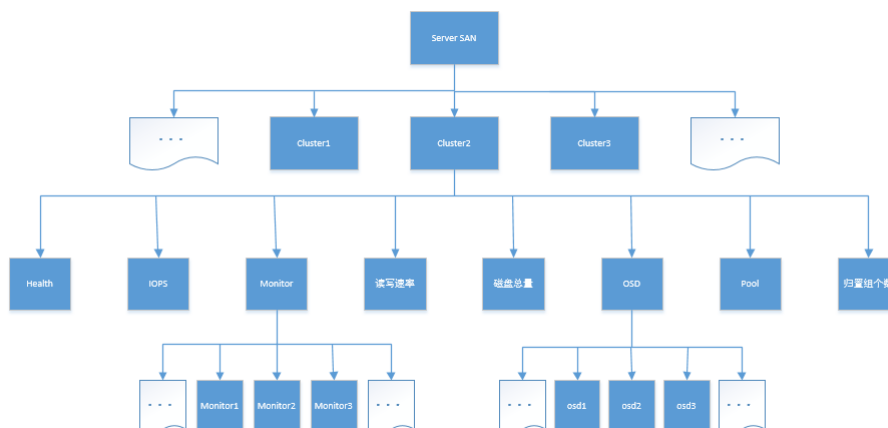 Server SAN
- - -
Cluster1
Cluster2
Cluster3
- - -
Health
IOPS
Monitor
读写速率
磁盘总量
OSD
Pool
归置组个数
- - -
Monitor1
Monitor2
Monitor3
- - -
- - -
osd1
osd2
osd3
- - -